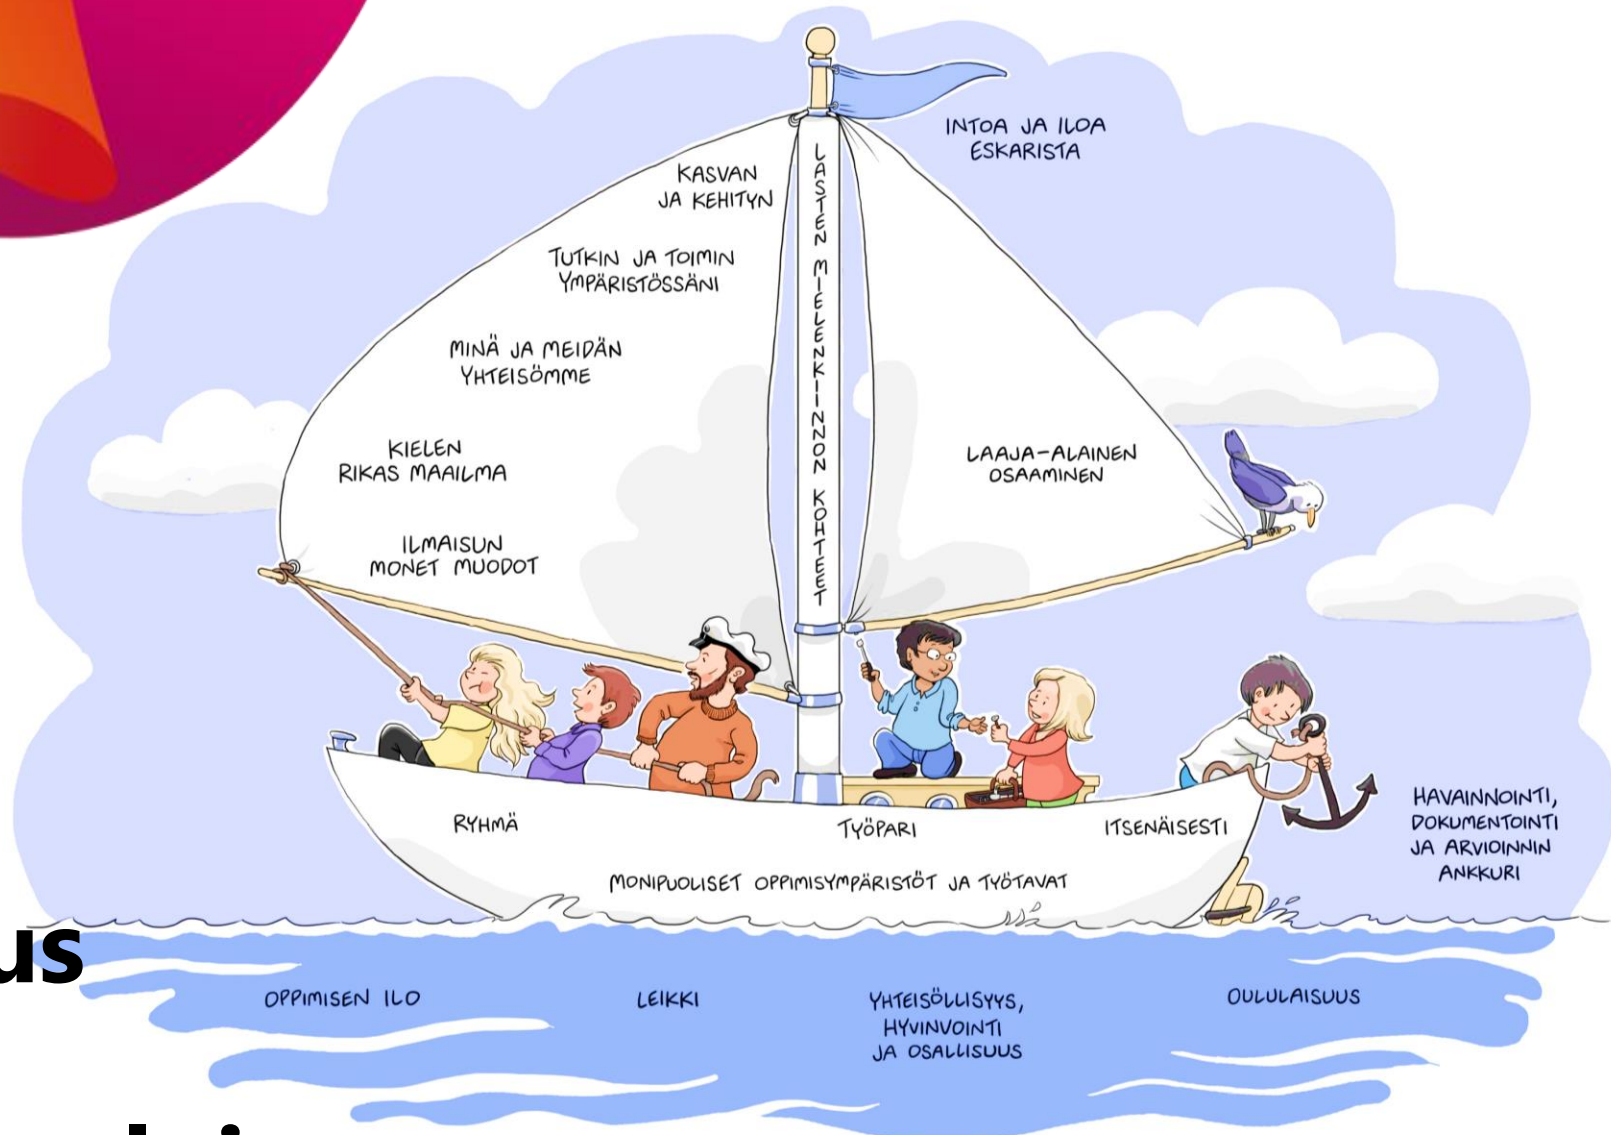 INTOA JA ILOA
ESKARISTA
KASVAN
JA KEHITYN
TUTKIN JA TOIMIN
YMPÄRISTÖSSÄNI
MINÄ JA MEIDÄN
YHTEISÖMME
KIELEN
RIKAS MAAILMA
ILMAISUN
MONET MUODOT
LASTEN MIELENKIINNON KOHTEET
LAAJA-ALAINEN
OSAAMINEN
RYHMÄ
TYÖPARI
ITSENÄISESTI
MONIPUOLISET OPPIMISYMPÄRISTÖT JA TYÖTAVAT
HAVAINNOINTI,
DOKUMENTOINTI
JA ARVIOINNIN
ANKKURI
us
OPPIMISEN ILO
LEIKKI
YHTEISÖLLISYYS,
HYVINVOINTI
JA OSALLISUUS
OULULAISUUS